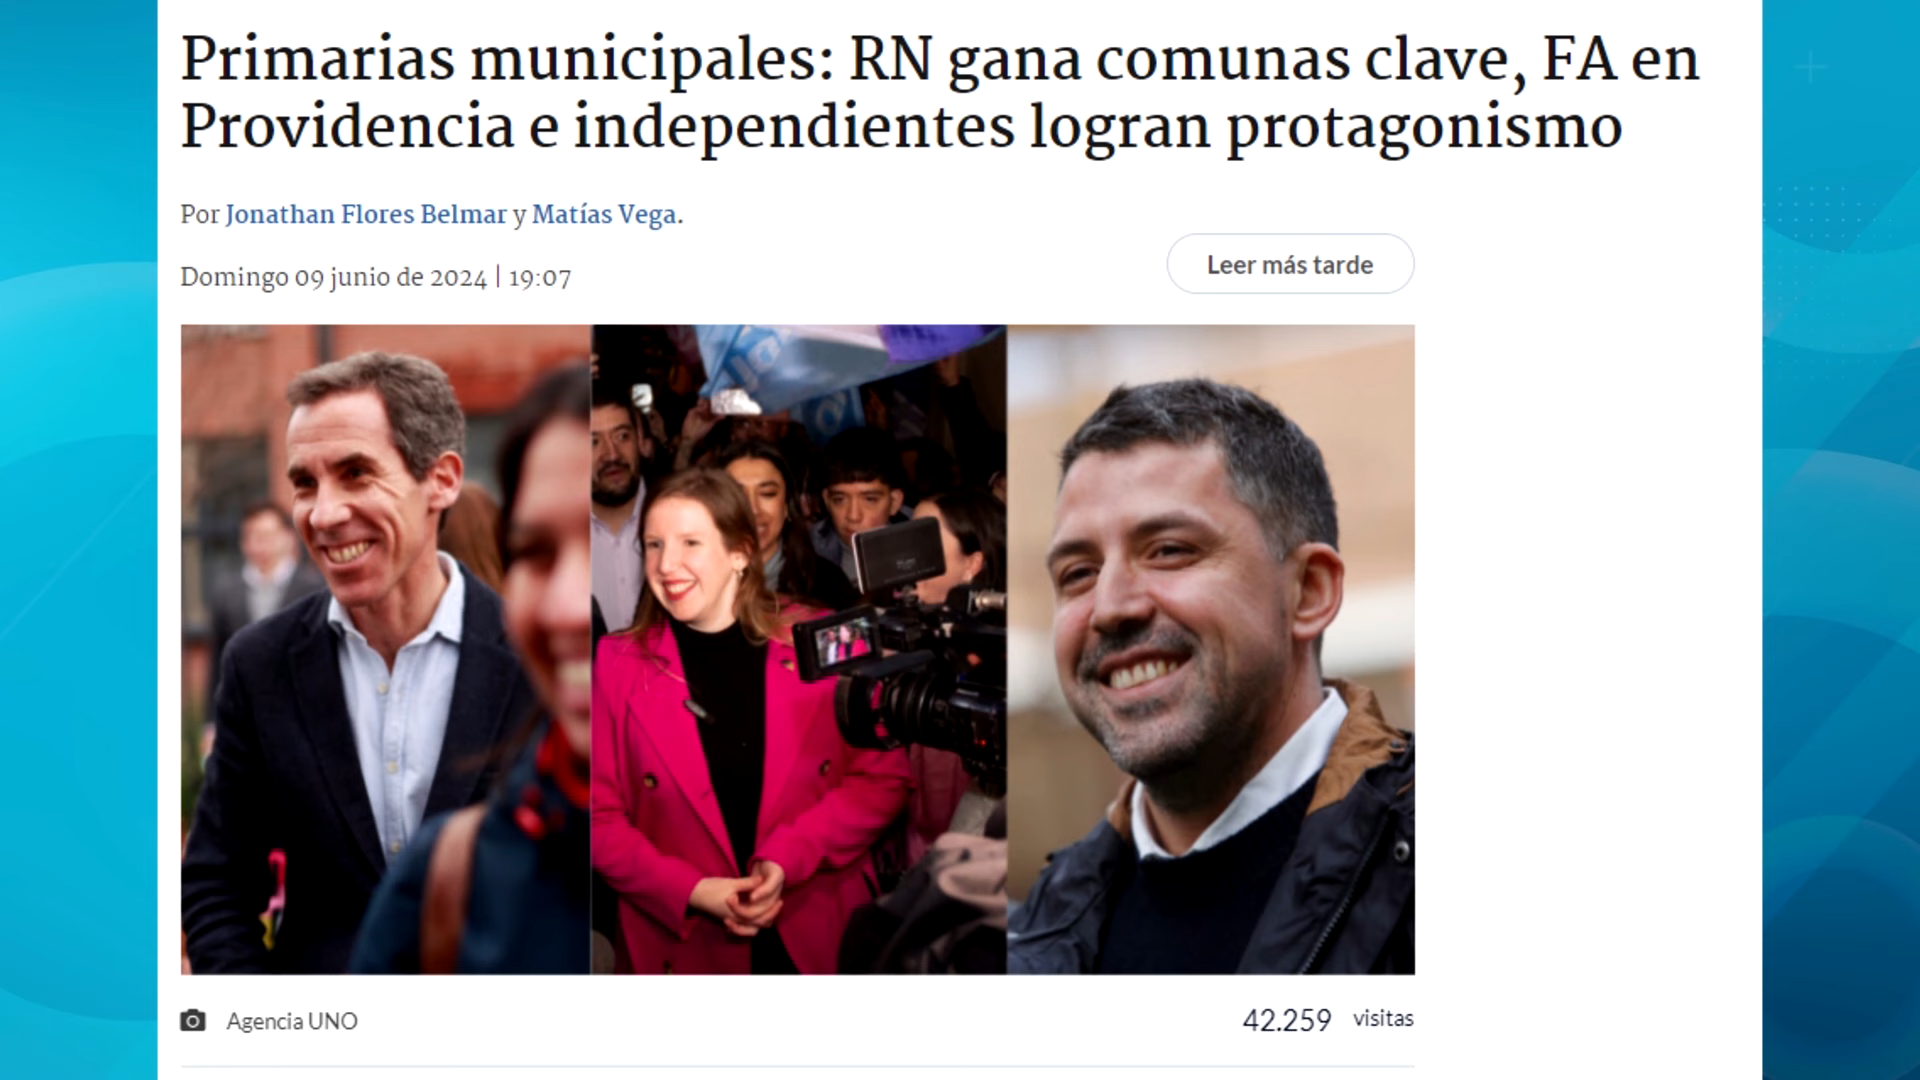 Primarias municipales: RN gana comunas clave, FA en
Providencia e independientes logran protagonismo
Por Jonathan Flores Belmar y Matías Vega.
Domingo 09 junio de 2024 | 19:07
Leer más tarde
Agencia UNO
42.259 visitas